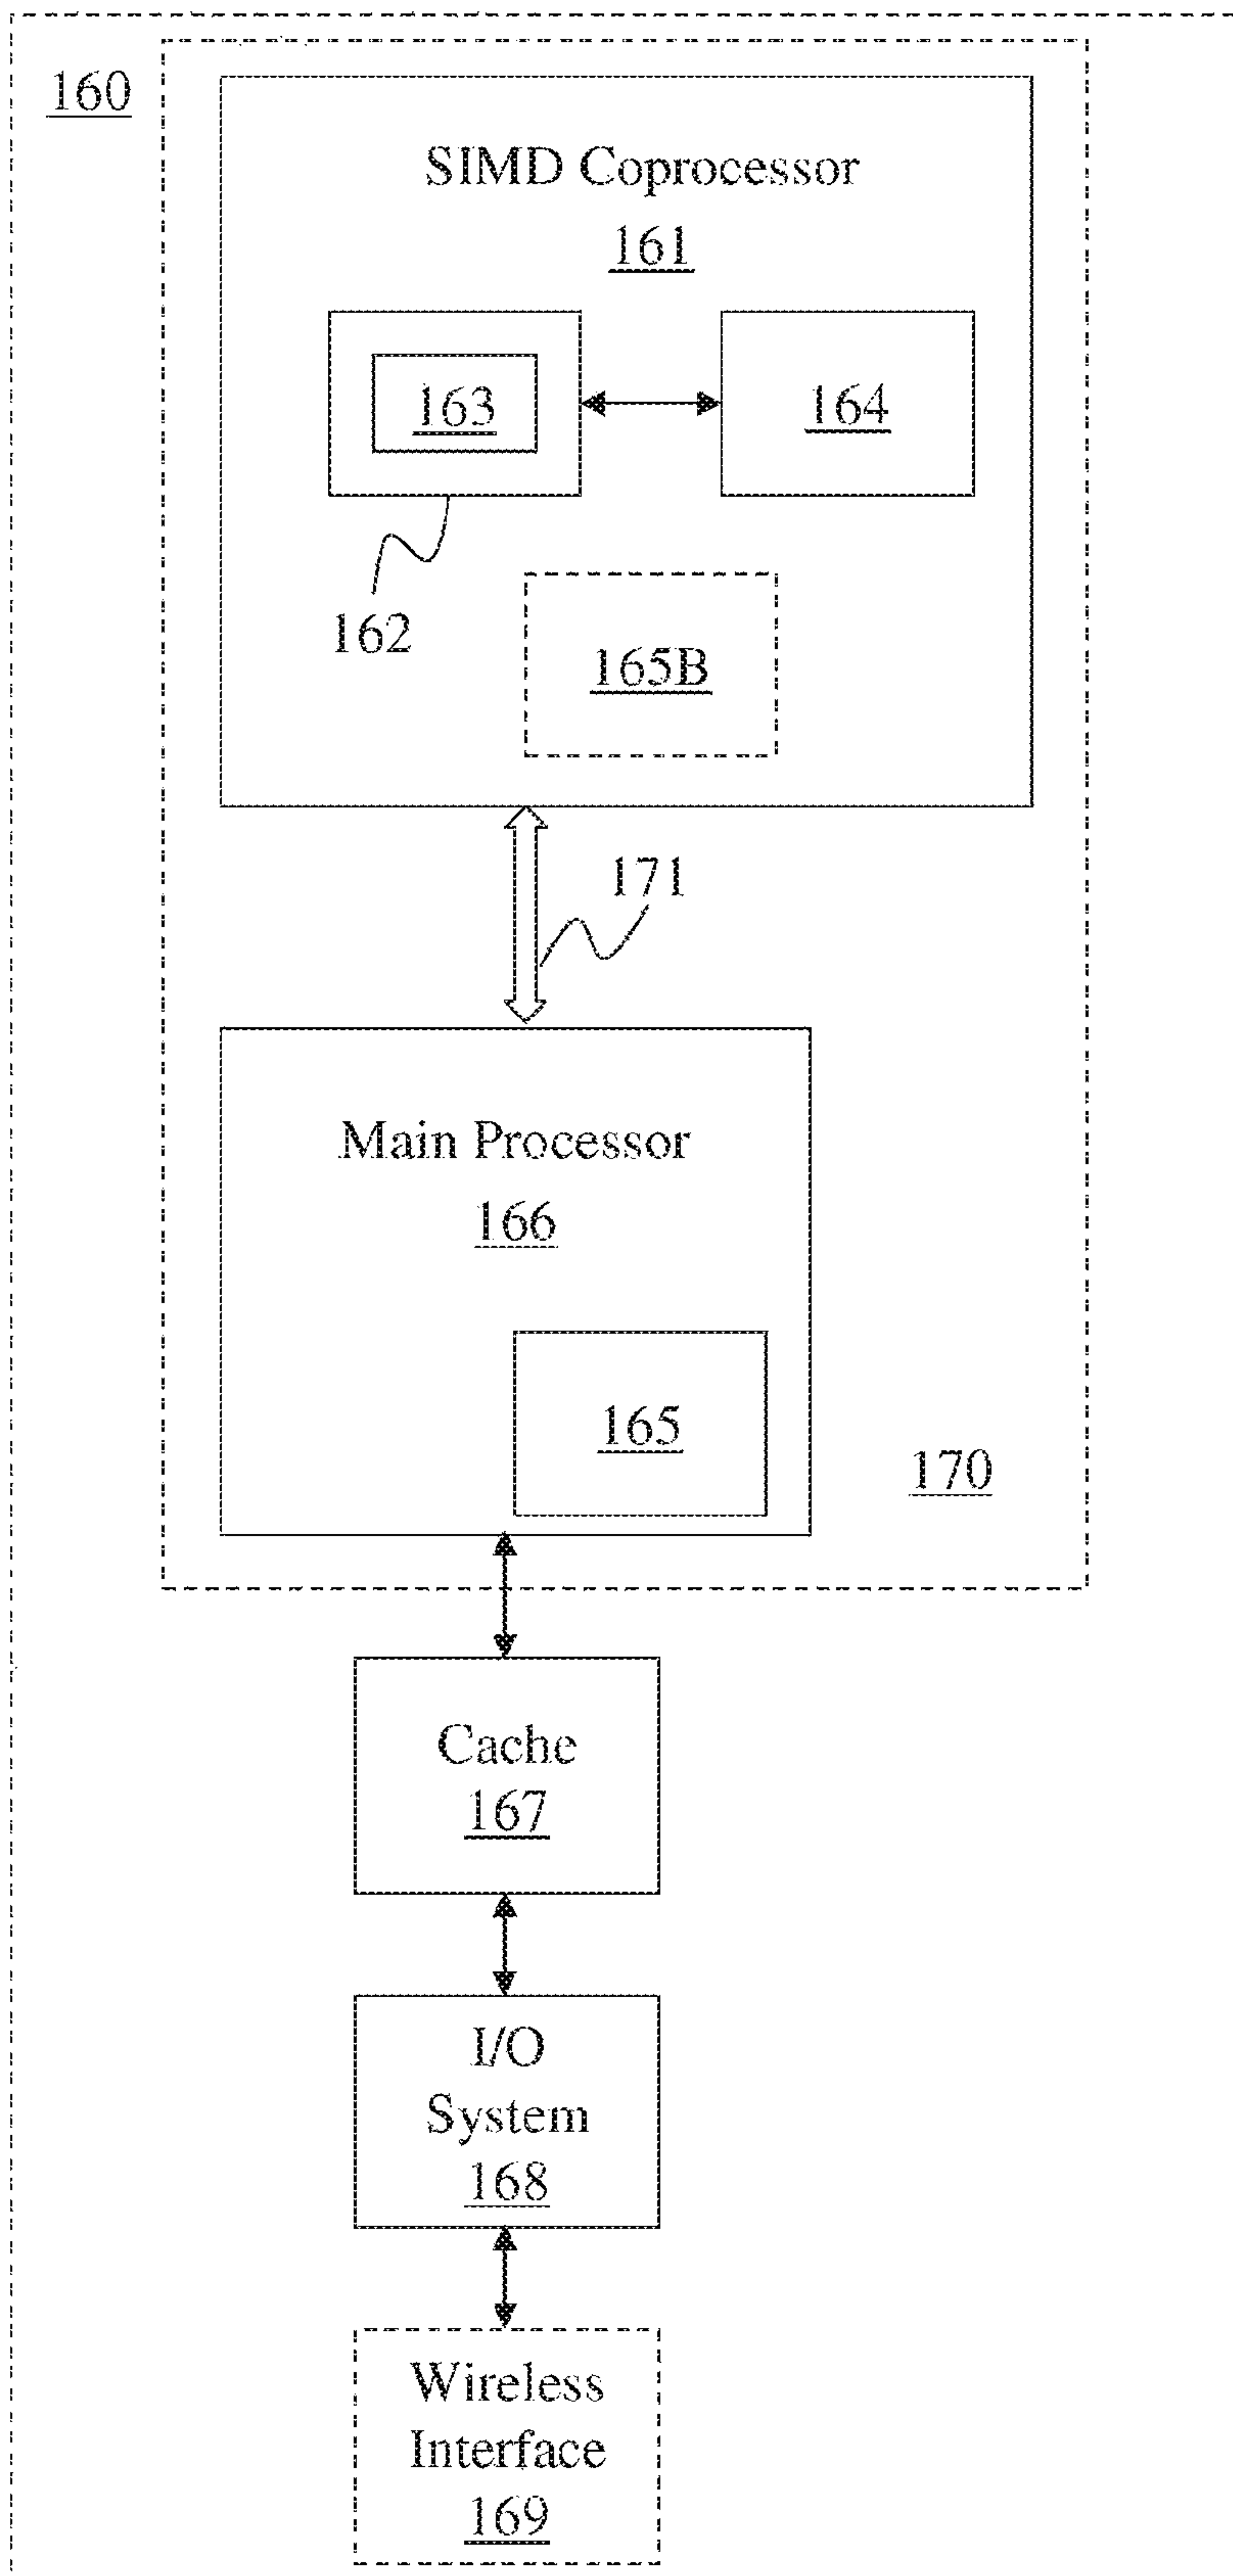 160
SIMD Coprocessor
161
163
164
162
165B
171
Main Processor
166
165
170
Cache
167
I/O
System
168
Wireless
Interface
169